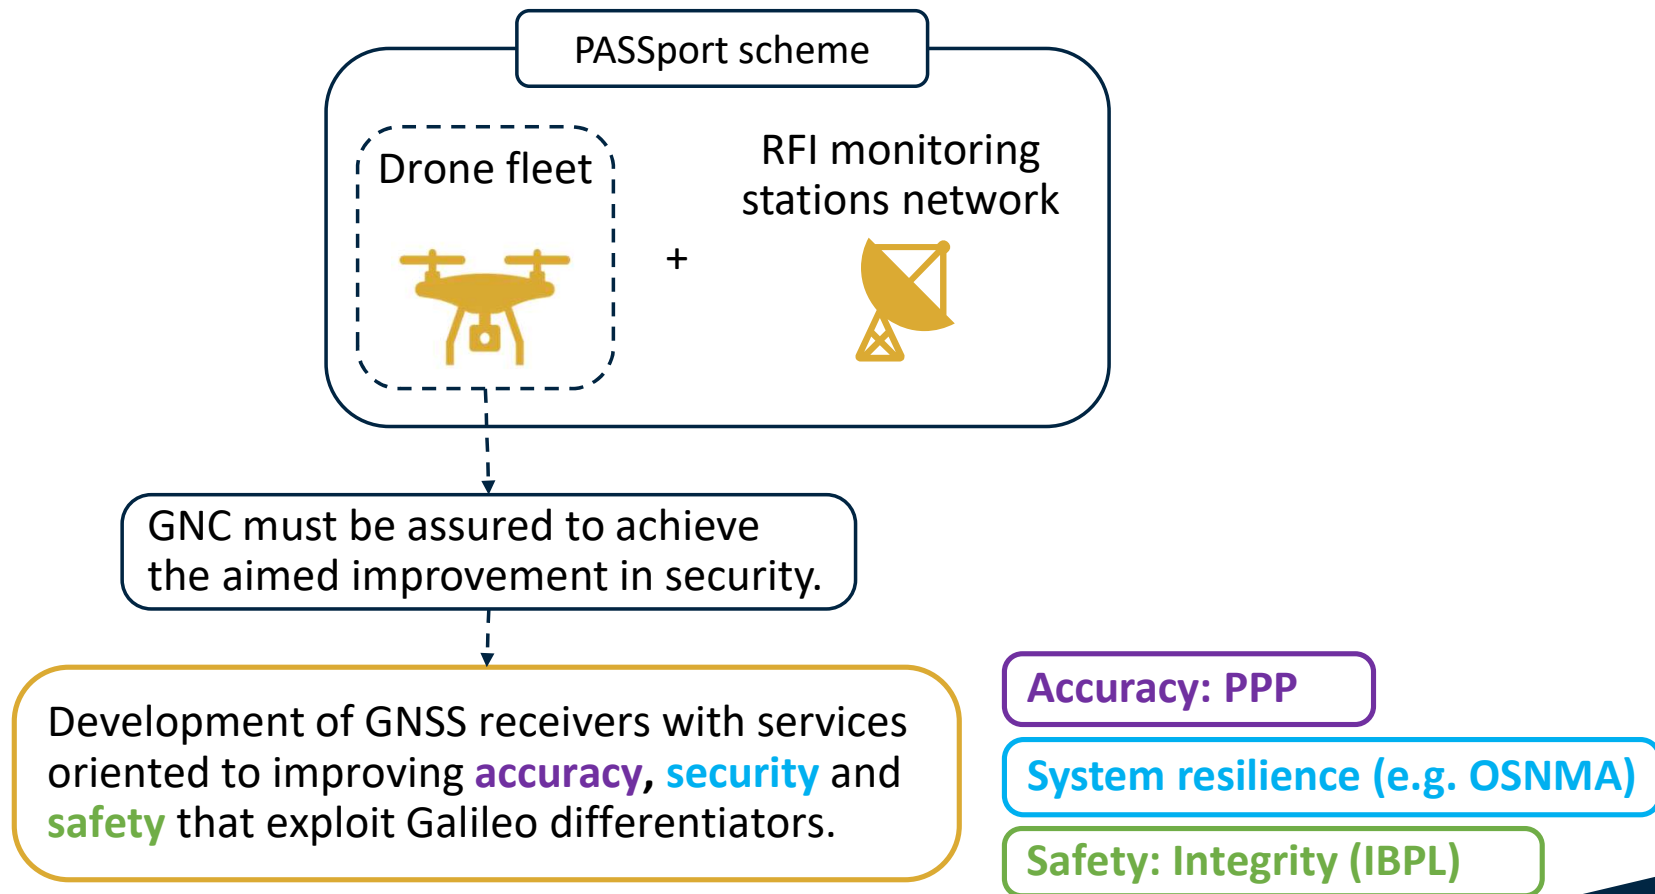 PASSport scheme
Drone fleet
RFI monitoring
stations network
+
GNC must be assured to achieve
the aimed improvement in security.
Development of GNSS receivers with services
oriented to improving accuracy, security and
safety that exploit Galileo differentiators.
Accuracy: PPP
System resilience (e.g. OSNMA)
Safety: Integrity (IBPL)